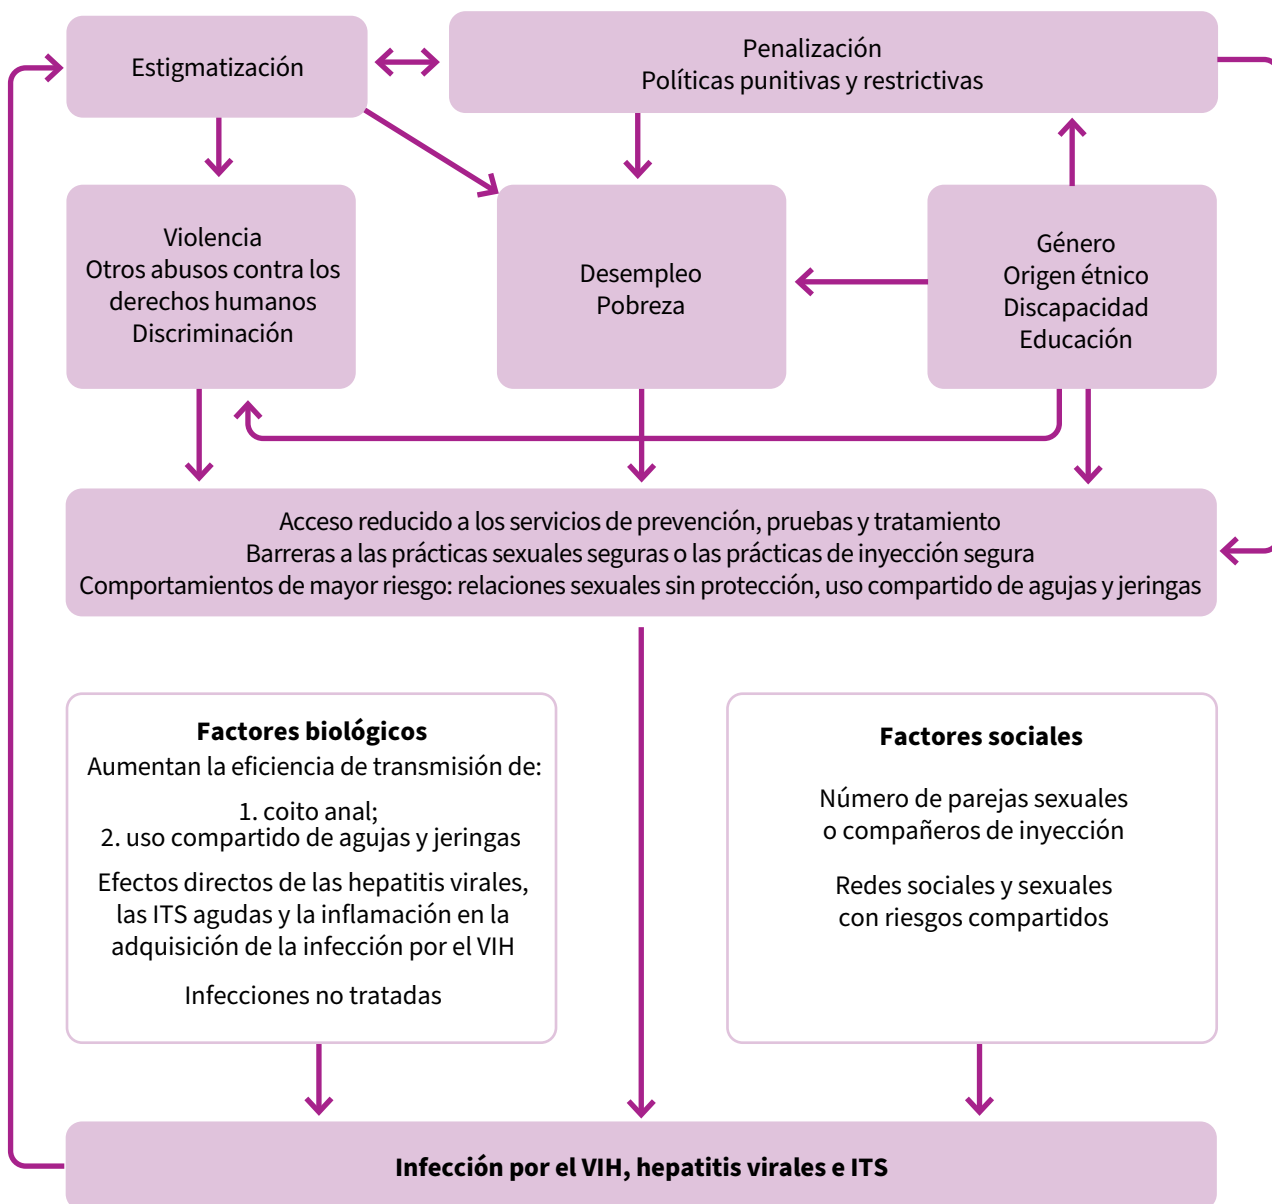 Estigmatización
Penalización
Políticas punitivas y restrictivas
Violencia
Otros abusos contra los
derechos humanos
Discriminación
Desempleo
Pobreza
Género
Origen étnico
Discapacidad
Educación
Acceso reducido a los servicios de prevención, pruebas y tratamiento
Barreras a las prácticas sexuales seguras o las prácticas de inyección segura
Comportamientos de mayor riesgo: relaciones sexuales sin protección, uso compartido de agujas y jeringas
Factores biológicos
Aumentan la eficiencia de transmisión de:
1. coito anal;
2. uso compartido de agujas y jeringas
Efectos directos de las hepatitis virales,
las ITS agudas y la inflamación en la
adquisición de la infección por el VIH
Infecciones no tratadas
Factores sociales
Número de parejas sexuales
o compañeros de inyección
Redes sociales y sexuales
con riesgos compartidos
Infección por el VIH, hepatitis virales e ITS